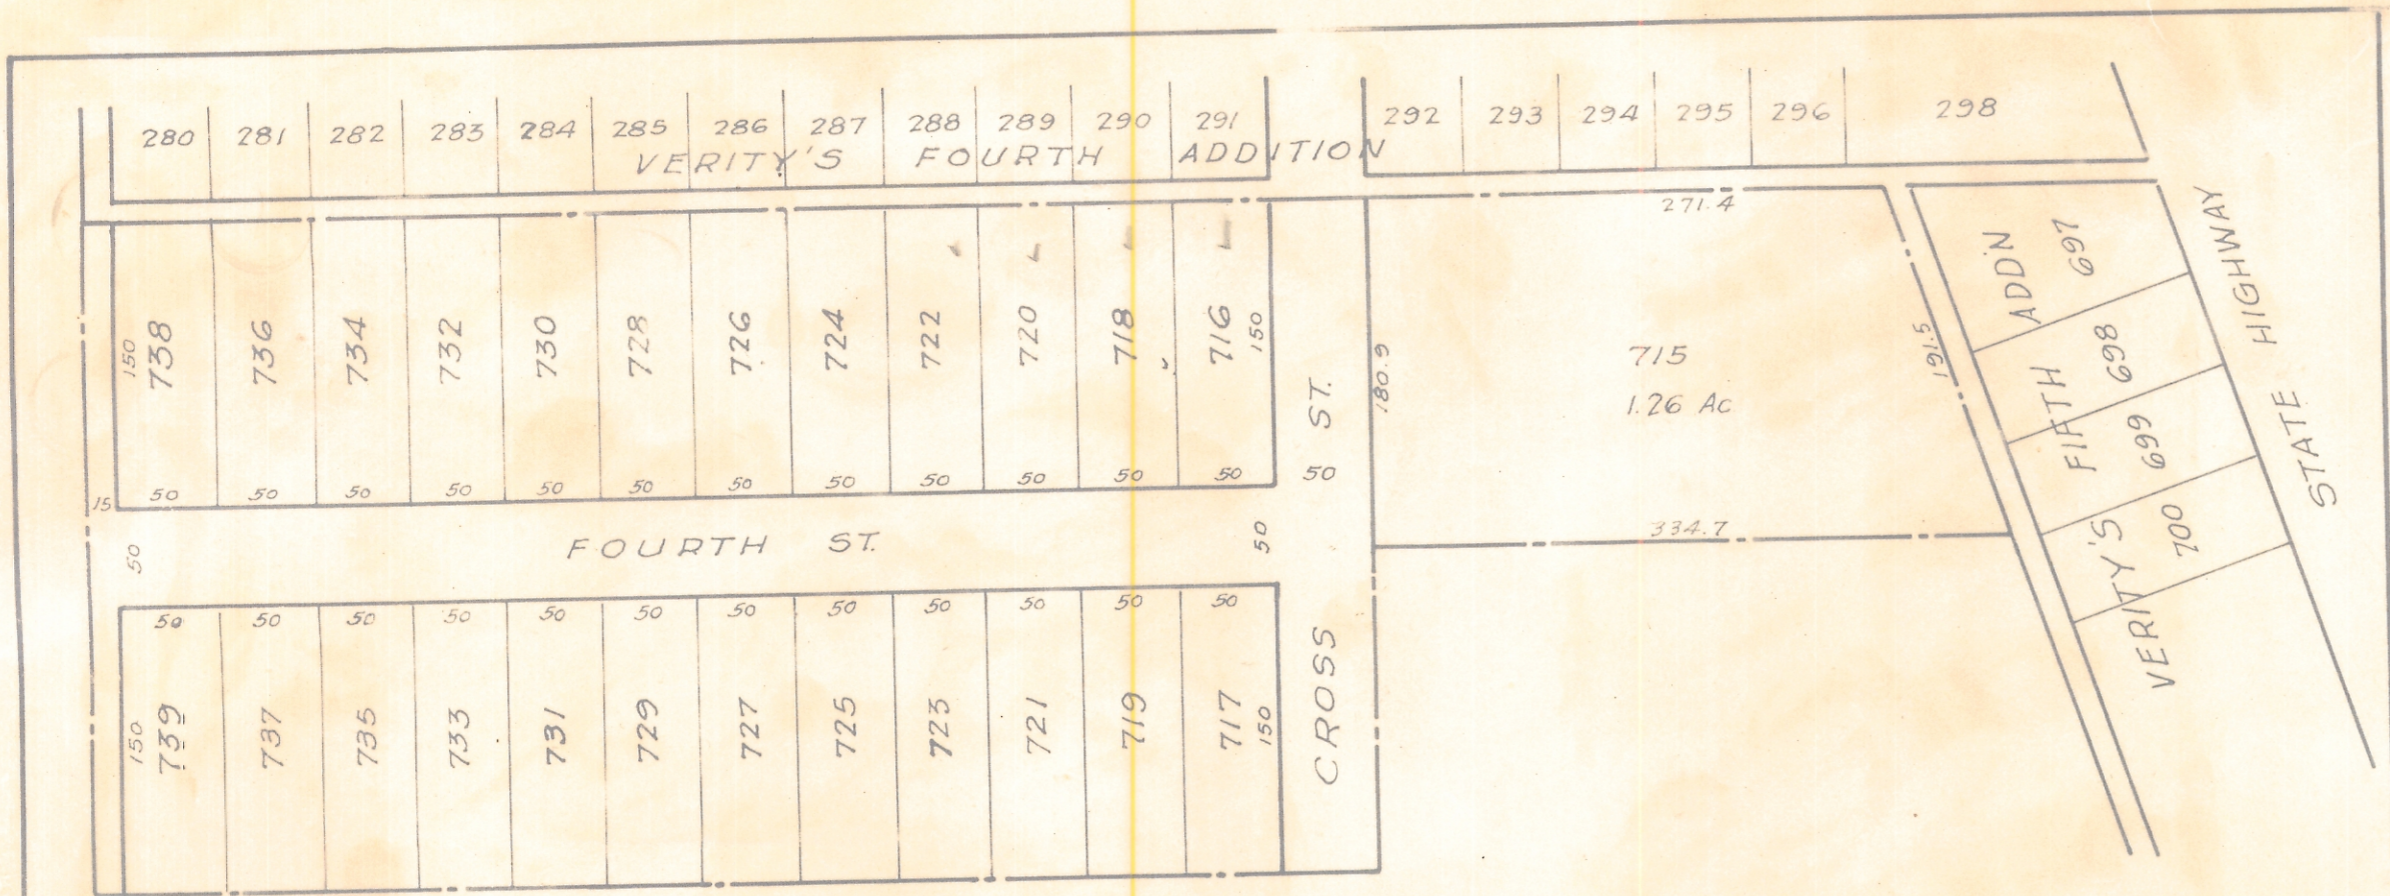 280 281 282 283 284 285 286 287 288 289 290 291 292 293 294 295 296 298
VERITY'S FOURTH ADDITION
271.4
738 736 734 732 730 728 726 724 722 720 718 716
150
150
180.9
715
1.26 Ac
191.5
697
698
699
700
VERITY'S FIFTH ADD'N
STATE HIGHWAY
15
50 50 50 50 50 50 50 50 50 50 50 50
50
CROSS ST.
50
FOURTH ST.
50
334.7
50 50 50 50 50 50 50 50 50 50 50 50
150
739 737 735 733 731 729 727 725 723 721 719 717
150